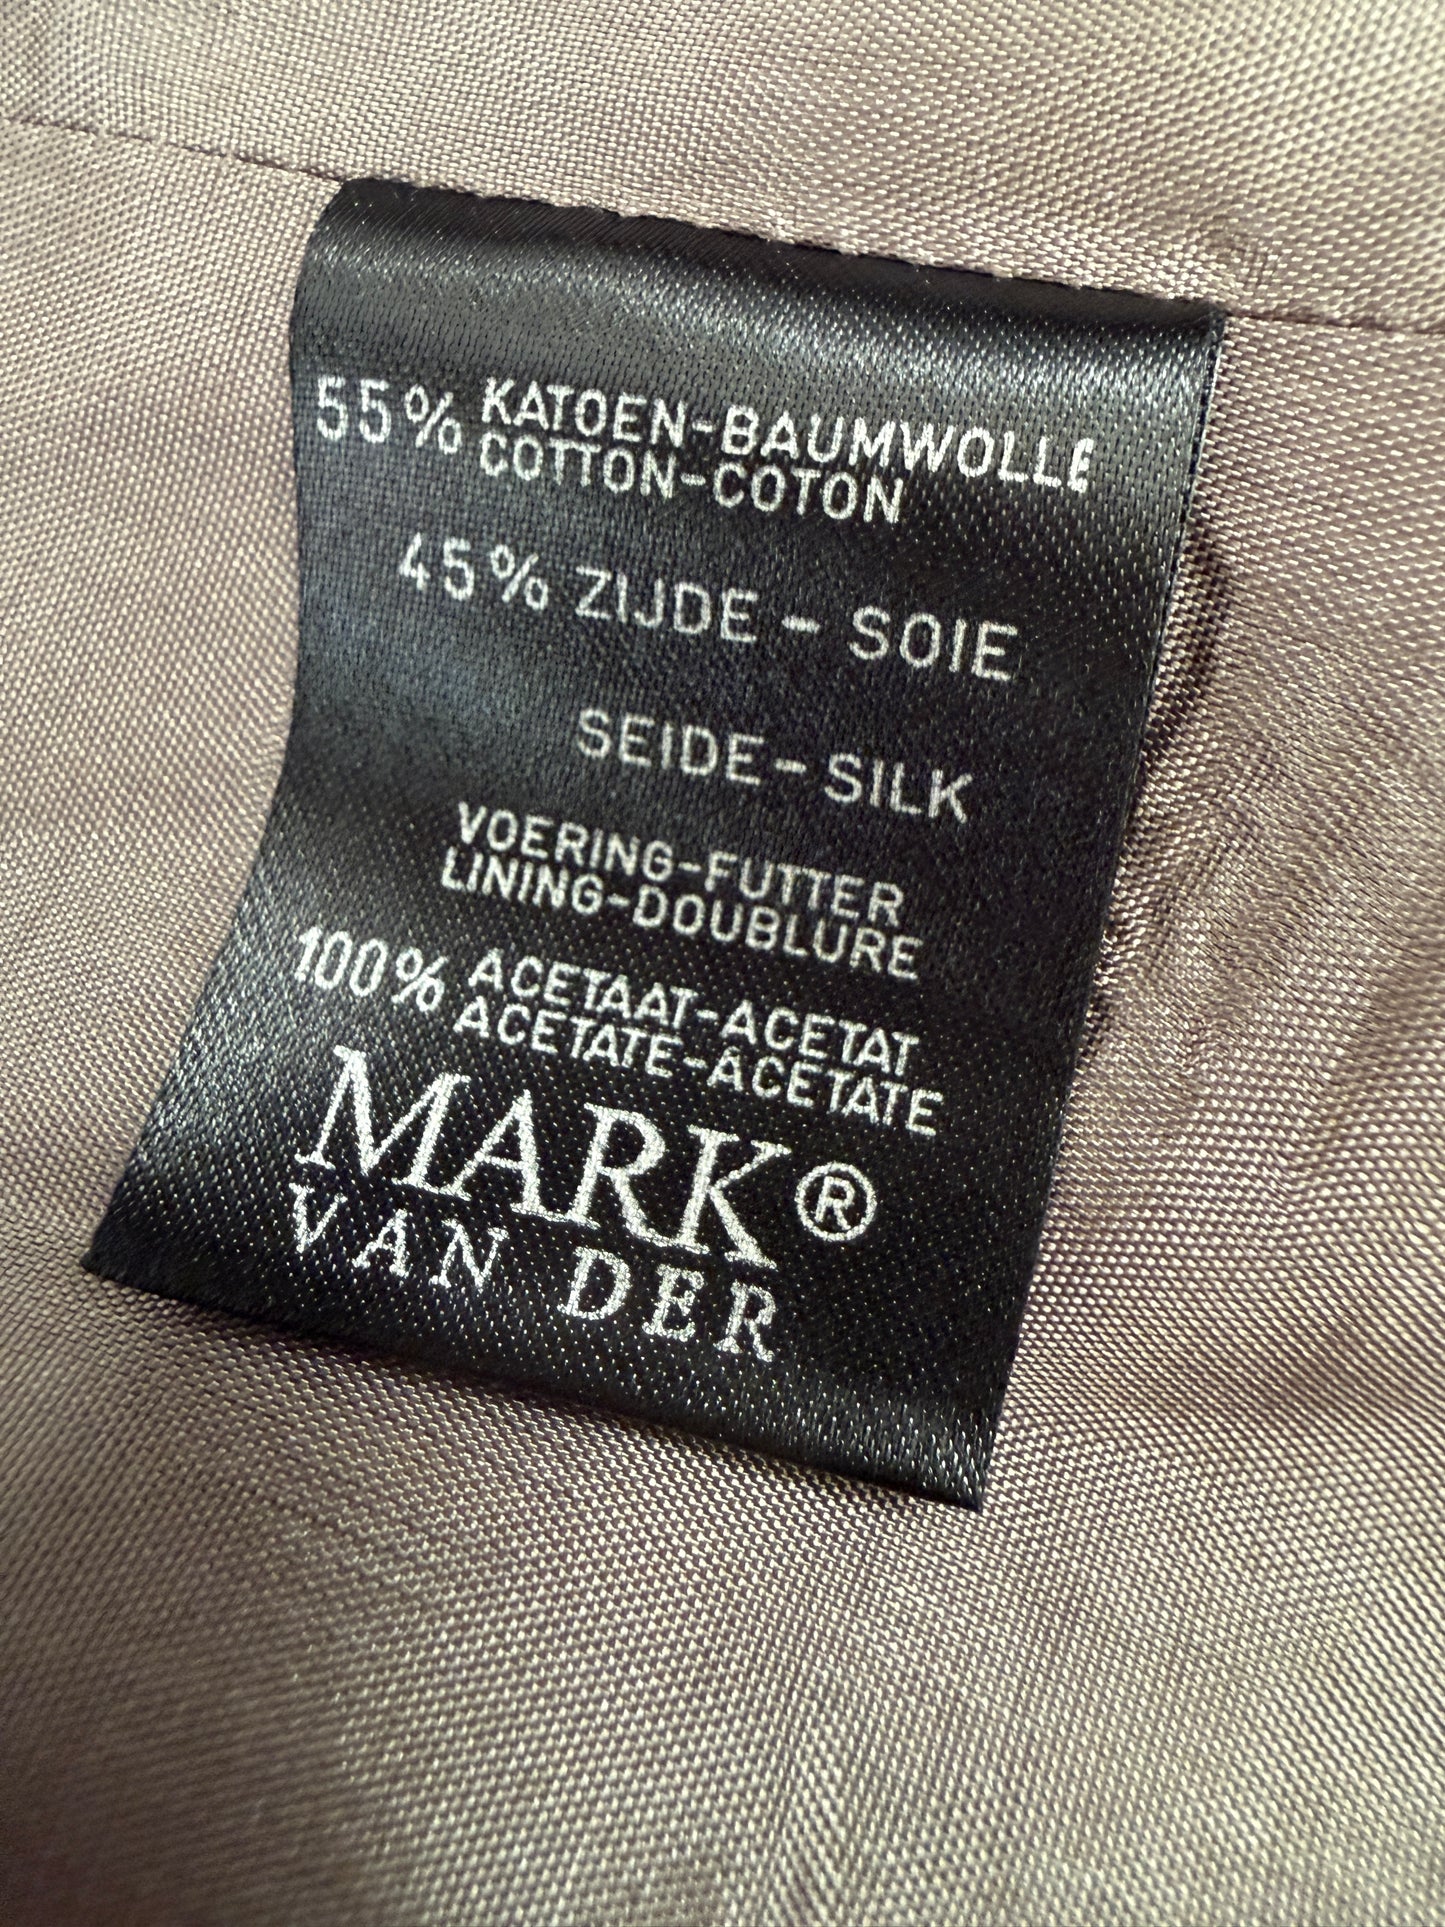 55% KATOEN-BAUMWOLLE
COTTON-COTON
45% ZIJDE - SOIE
SEIDE - SILK
VOERING-FUTTER
LINING-DOUBLURE
100% ACETAAT-ACETAT
ACETATE-ACETATE
MARK®
VAN DER